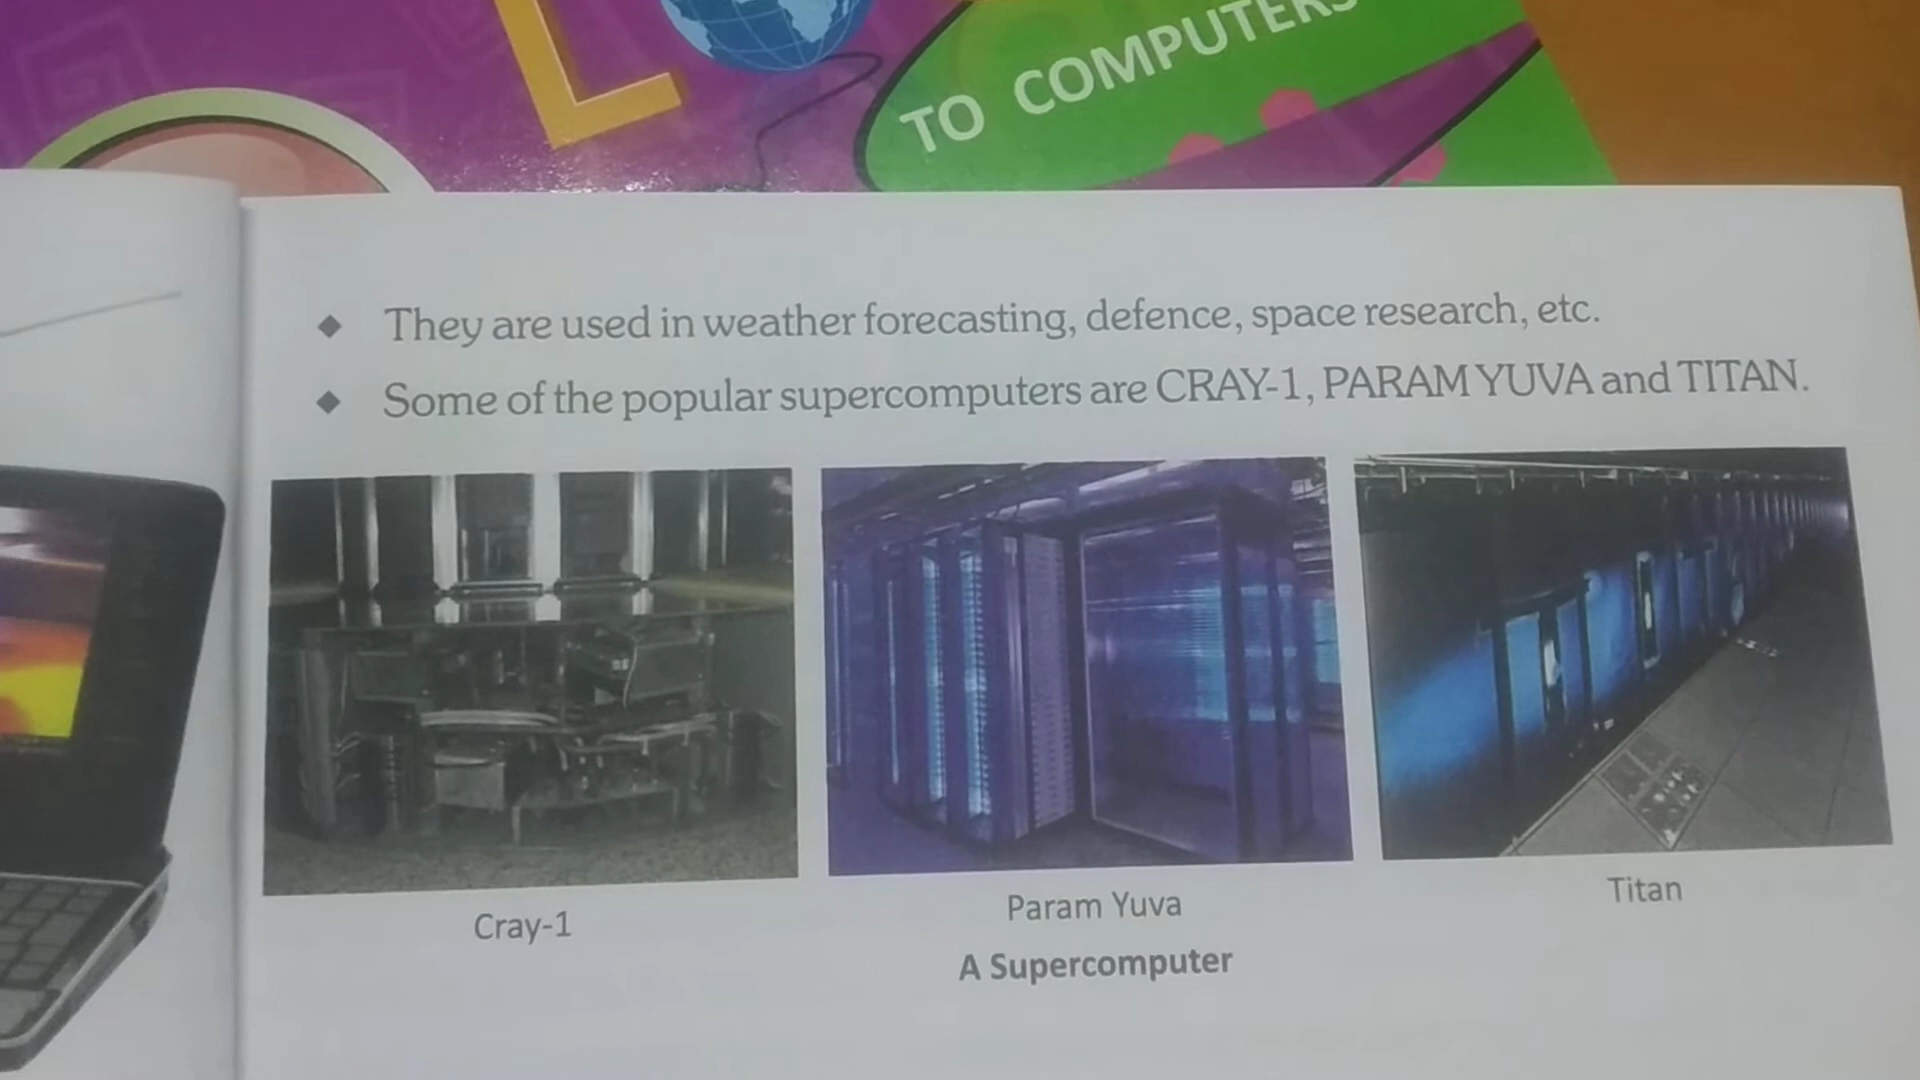 L
TO COMPUTERS
◆ They are used in weather forecasting, defence, space research, etc.
◆ Some of the popular supercomputers are CRAY-1, PARAM YUVA and TITAN.
Cray-1
Param Yuva
Titan
A Supercomputer